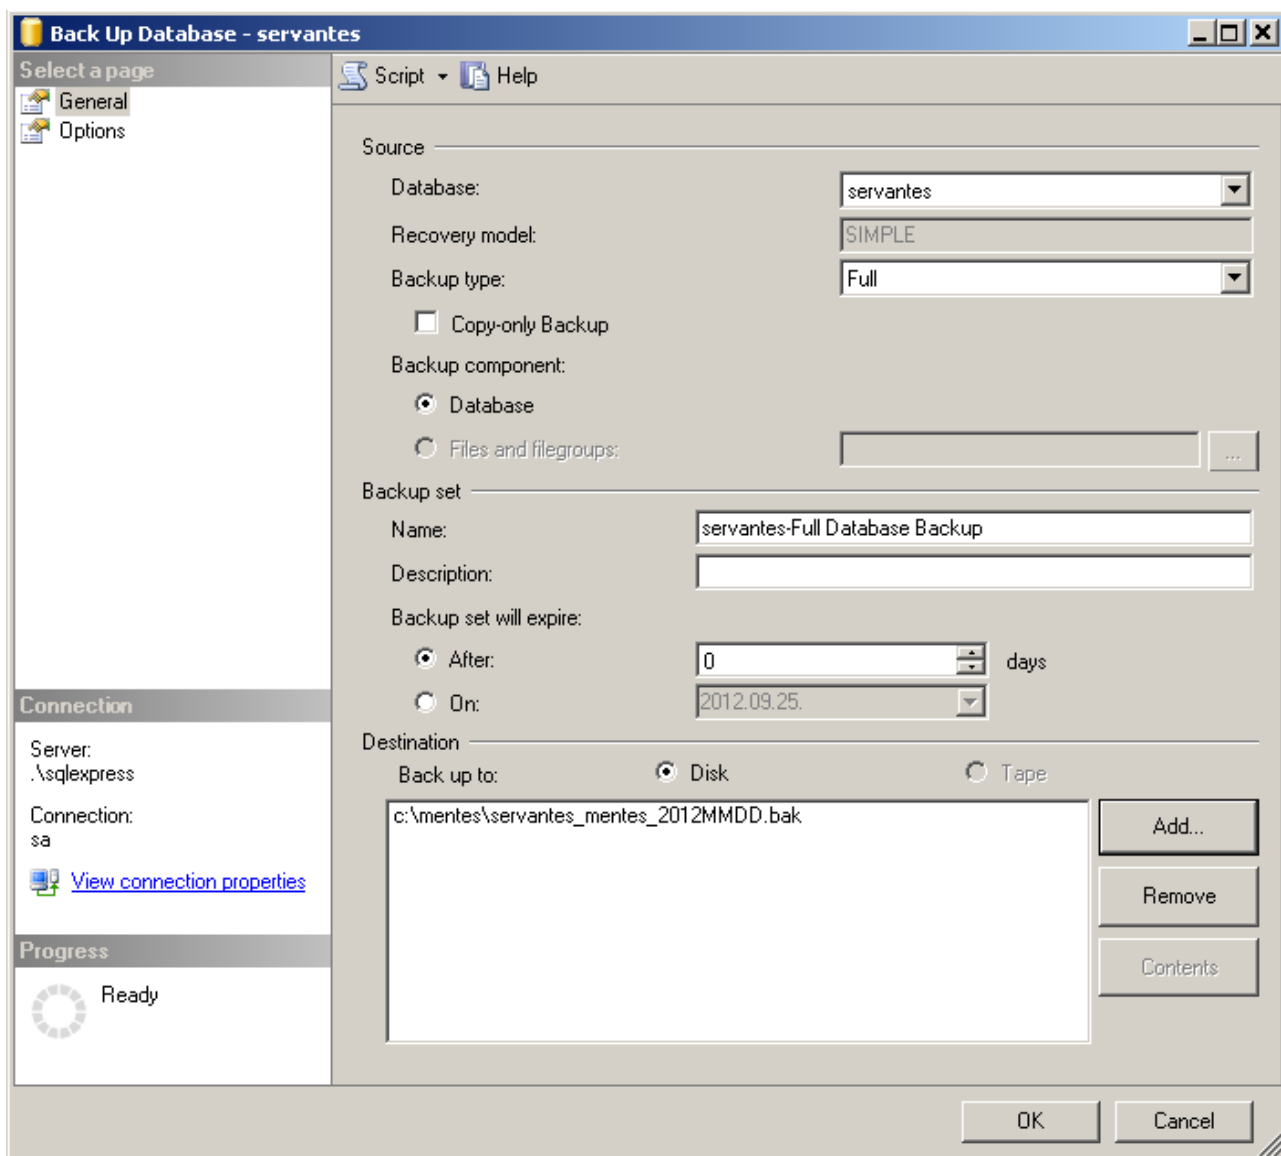 Back Up Database - servantes
Select a page
General
Options
Script
Help
Source
Database:
servantes
Recovery model:
SIMPLE
Backup type:
Full
Copy-only Backup
Backup component:
Database
Files and filegroups:
...
Backup set
Name:
servantes-Full Database Backup
Description:
Backup set will expire:
After:
0
days
On:
2012.09.25.
Destination
Back up to:
Disk
Tape
c:\mentes\servantes_mentes_2012MMDD.bak
Add...
Remove
Contents
Connection
Server:
.\sqlexpress
Connection:
sa
View connection properties
Progress
Ready
OK
Cancel